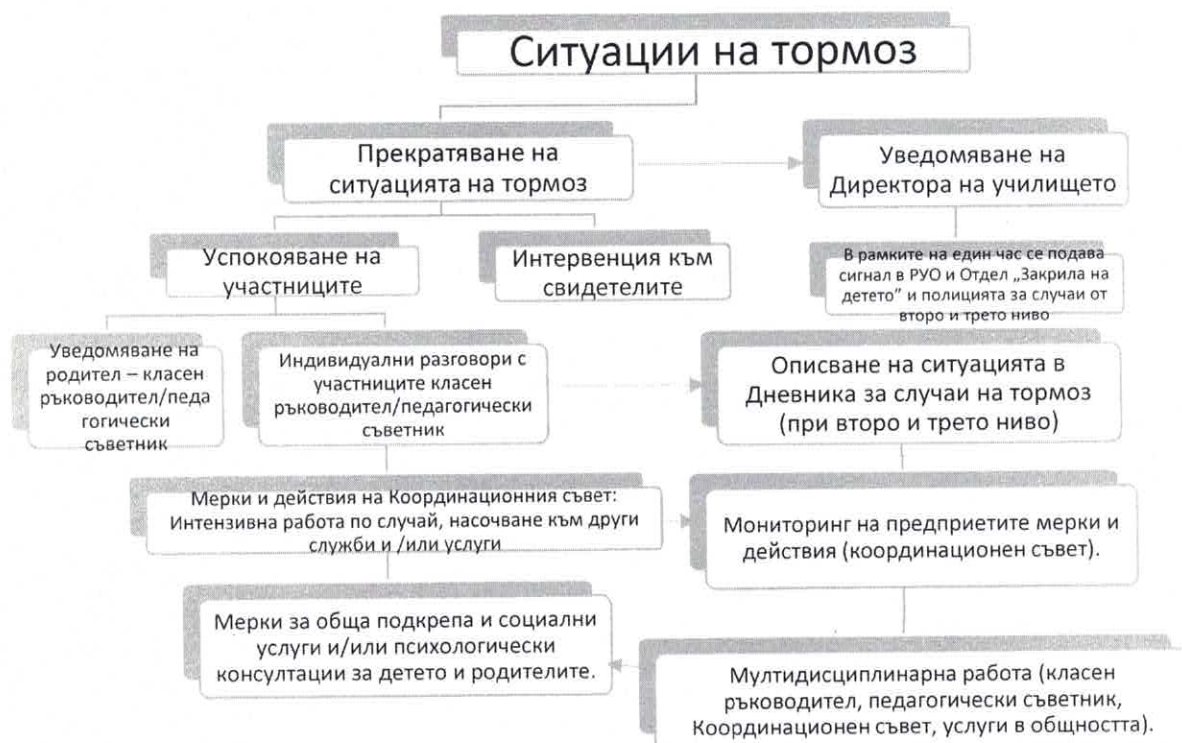 Ситуации на тормоз
Прекратяване на
ситуацията на тормоз
Уведомяване на
Директора на училището
Успокояване на
участниците
Интервенция към
свидетелите
В рамките на един час се подава
сигнал в РУО и Отдел „Закрила на
детето” и полицията за случаи от
второ и трето ниво
Уведомяване на
родител – класен
ръководител/педа
гогически
съветник
Индивидуални разговори с
участниците класен
ръководител/педагогически
съветник
Описване на ситуацията в
Дневника за случаи на тормоз
(при второ и трето ниво)
Мерки и действия на Координационния съвет:
Интензивна работа по случай, насочване към други
служби и /или услуги
Мониторинг на предприетите мерки и
действия (координационен съвет).
Мерки за обща подкрепа и социални
услуги и/или психологически
консултации за детето и родителите.
Мултидисциплинарна работа (класен
ръководител, педагогически съветник,
Координационен съвет, услуги в общността).